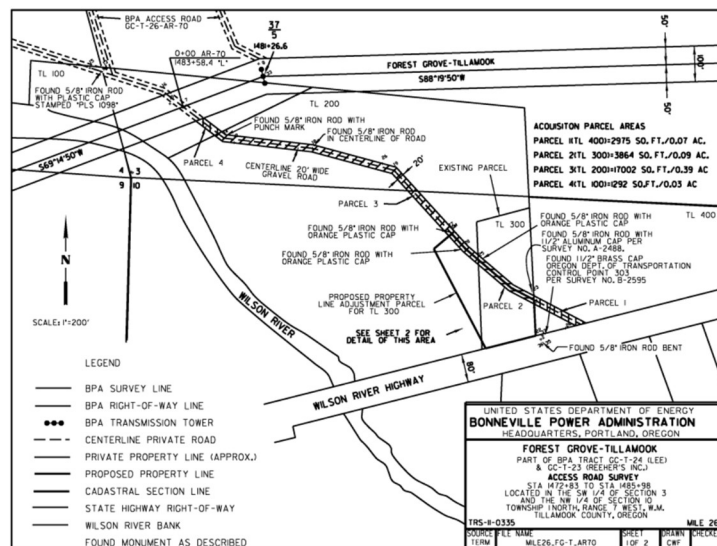 BPA ACCESS ROAD
GC-T-26-AR-70
37
5
1481+26.6
0+00 AR-70
1483+58.4 "L"
FOREST GROVE-TILLAMOOK
S88°19'50"W
50'
100'
50'
TL 100
FOUND 5/8" IRON ROD
WITH PLASTIC CAP
STAMPED "PLS 1098"
TL 200
FOUND 5/8" IRON ROD WITH
PUNCH MARK
FOUND 5/8" IRON ROD
IN CENTERLINE OF ROAD
S69°14'50"W
PARCEL 4
CENTERLINE 20' WIDE
GRAVEL ROAD
20'
4 3
9 10
ACQUISITON PARCEL AREAS
PARCEL 1(TL 400)=2975 SQ.FT./0.07 AC.
PARCEL 2(TL 300)=3864 SQ.FT./0.09 AC.
PARCEL 3(TL 200)=17002 SQ.FT./0.39 AC
PARCEL 4(TL 100)=1292 SQ.FT./0.03 AC
EXISTING PARCEL
PARCEL 3
TL 300
TL 400
FOUND 5/8" IRON ROD WITH
ORANGE PLASTIC CAP
FOUND 5/8" IRON ROD WITH
ORANGE PLASTIC CAP
FOUND 5/8" IRON ROD WITH
ORANGE PLASTIC CAP
FOUND 5/8" IRON ROD WITH
1 1/2" ALUMINUM CAP PER
SURVEY NO. A-2488.
FOUND 1 1/2" BRASS CAP
OREGON DEPT. OF TRANSPORTATION
CONTROL POINT 303
PER SURVEY NO. B-2595
N
SCALE: 1"=200'
WILSON RIVER
PROPOSED PROPERTY
LINE ADJUSTMENT PARCEL
FOR TL 300
SEE SHEET 2 FOR
DETAIL OF THIS AREA
PARCEL 2
PARCEL 1
FOUND 5/8" IRON ROD BENT
80'
WILSON RIVER HIGHWAY
LEGEND
BPA SURVEY LINE
BPA RIGHT-OF-WAY LINE
BPA TRANSMISSION TOWER
CENTERLINE PRIVATE ROAD
PRIVATE PROPERTY LINE (APPROX.)
PROPOSED PROPERTY LINE
CADASTRAL SECTION LINE
STATE HIGHWAY RIGHT-OF-WAY
WILSON RIVER BANK
FOUND MONUMENT AS DESCRIBED
UNITED STATES DEPARTMENT OF ENERGY
BONNEVILLE POWER ADMINISTRATION
HEADQUARTERS, PORTLAND, OREGON
FOREST GROVE-TILLAMOOK
PART OF BPA TRACT GC-T-24 (LEE)
& GC-T-23 (REEHER'S INC.)
ACCESS ROAD SURVEY
STA 1472+83 TO STA 1485+98
LOCATED IN THE SW 1/4 OF SECTION 3
AND THE NW 1/4 OF SECTION 10
TOWNSHIP 1 NORTH, RANGE 7 WEST, W.M.
TILLAMOOK COUNTY, OREGON
TRS-II-0335 MILE 26
SOURCE FILE NAME SHEET DRAWN CHECKE
TERM MILE26_FG-T_AR70 1 OF 2 CWF